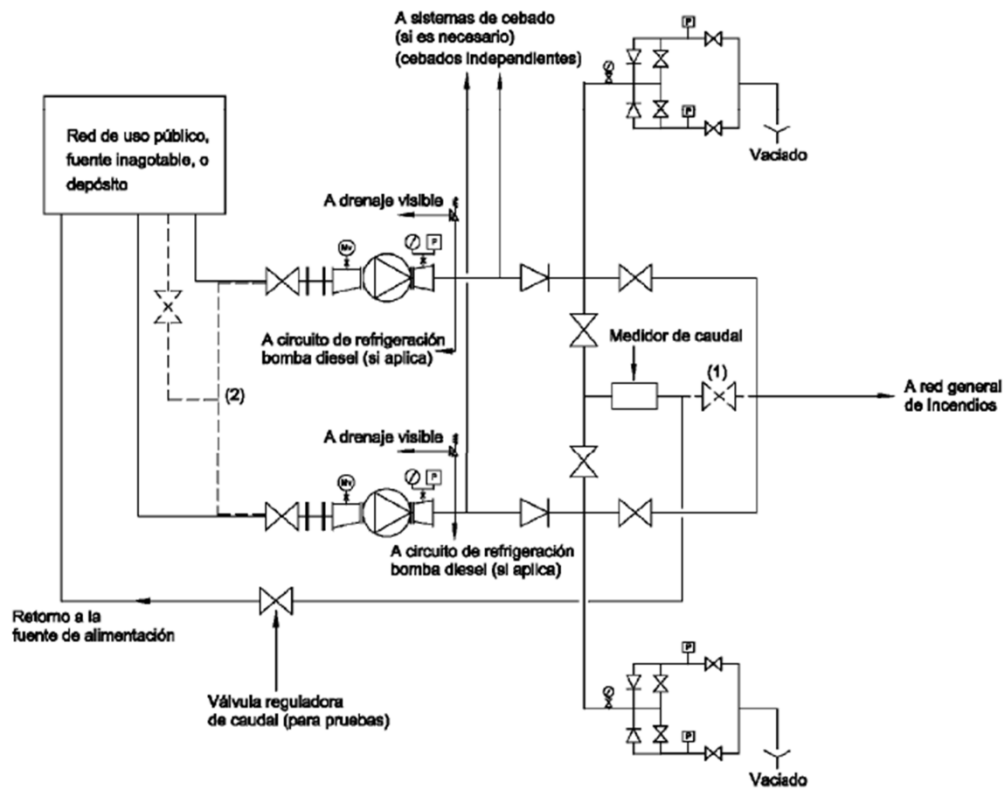 A sistemas de cebado
(si es necesario)
(cebados independientes)
P
P
Vaciado
Red de uso público,
fuente inagotable, o
depósito
A drenaje visible
Mv
P
A circuito de refrigeración
bomba diesel (si aplica)
Medidor de caudal
(1)
(2)
A red general
de incendios
A drenaje visible
Mv
P
A circuito de refrigeración
bomba diesel (si aplica)
Retorno a la
fuente de alimentación
Válvula reguladora
de caudal (para pruebas)
P
P
Vaciado